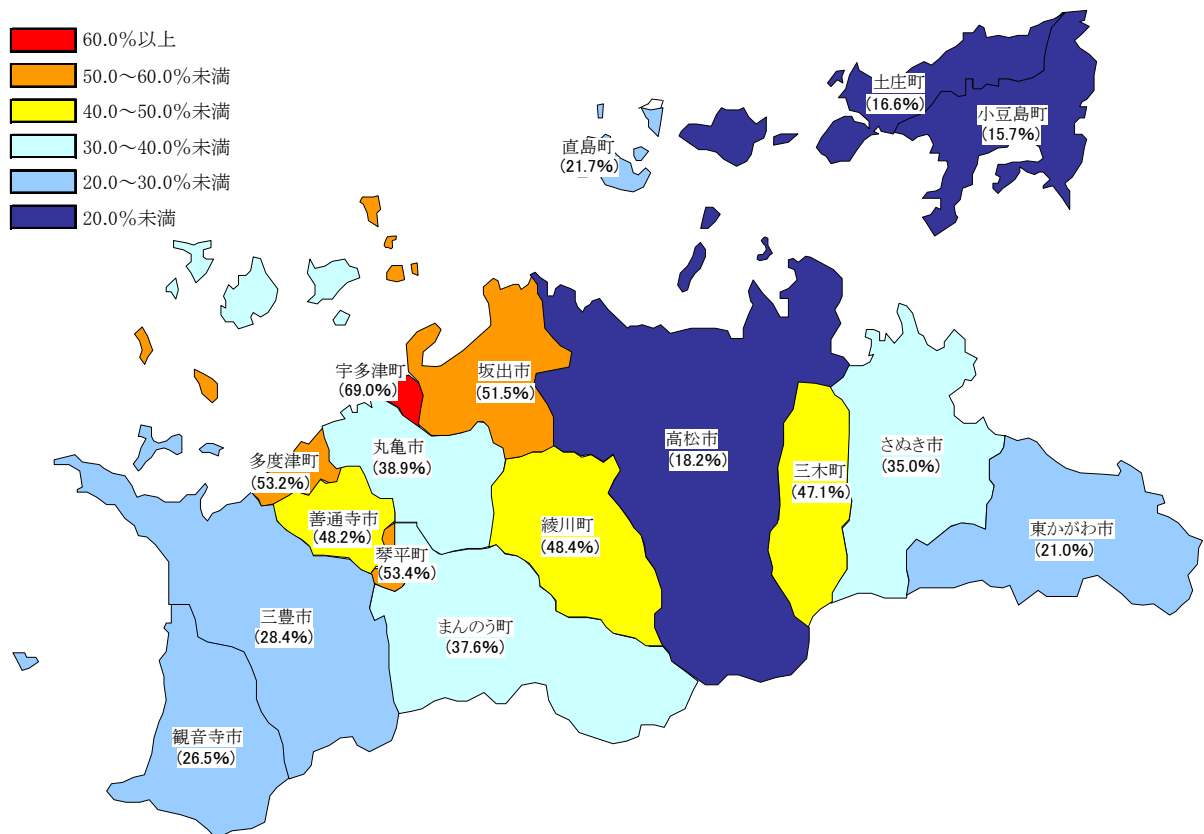 60.0％以上
50.0～60.0％未満
40.0～50.0％未満
30.0～40.0％未満
20.0～30.0％未満
20.0％未満
土庄町
(16.6%)
小豆島町
(15.7%)
直島町
(21.7%)
宇多津町
(69.0%)
坂出市
(51.5%)
丸亀市
(38.9%)
高松市
(18.2%)
三木町
(47.1%)
さぬき市
(35.0%)
多度津町
(53.2%)
善通寺市
(48.2%)
綾川町
(48.4%)
東かがわ市
(21.0%)
琴平町
(53.4%)
三豊市
(28.4%)
まんのう町
(37.6%)
観音寺市
(26.5%)